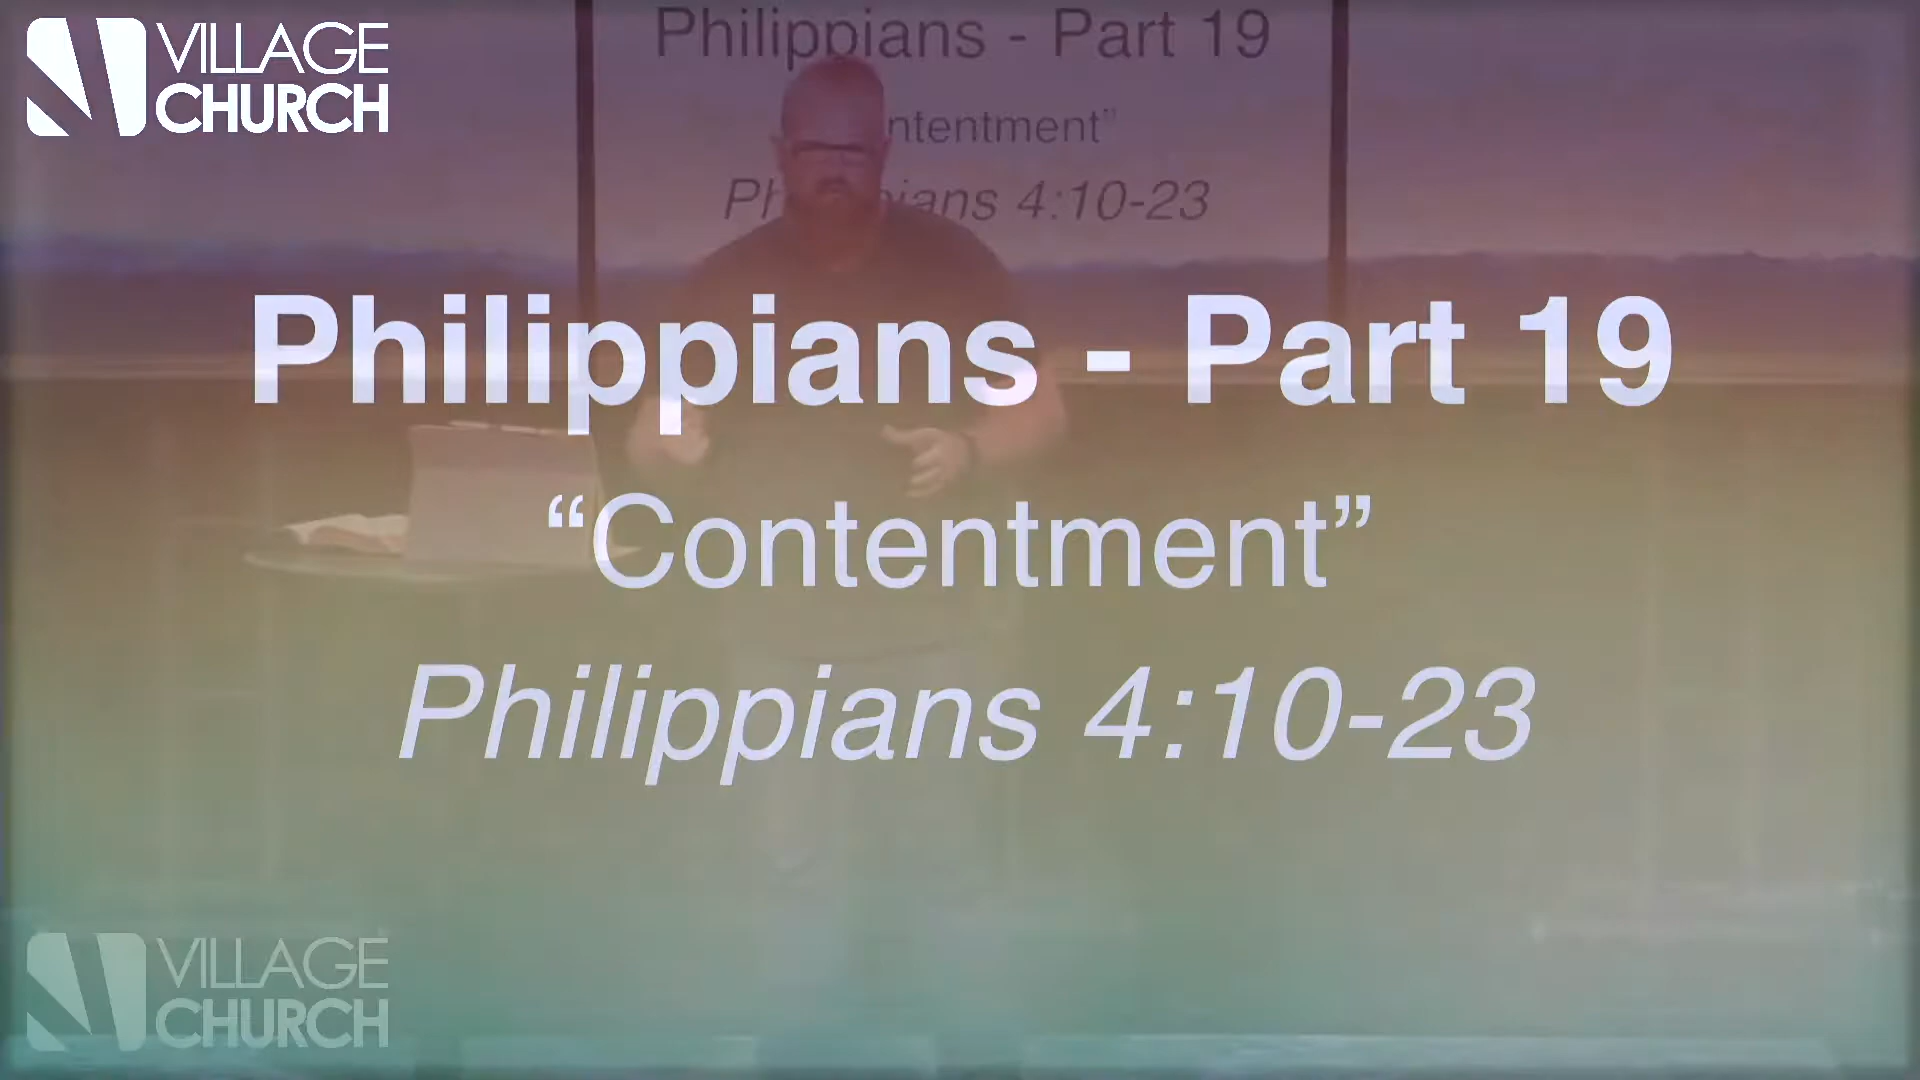 VILLAGE
CHURCH
Philippians - Part 19
ntentment”
Ph ians 4:10-23
Philippians - Part 19
“Contentment”
Philippians 4:10-23
VILLAGE
CHURCH